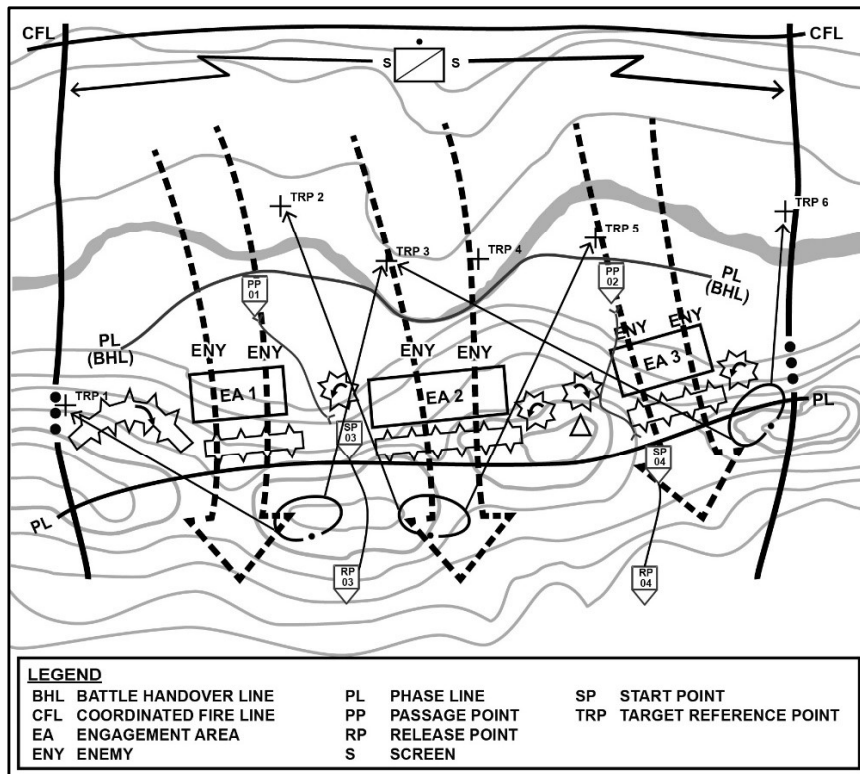 CFL
CFL
S
S
TRP 2
TRP 6
TRP 5
TRP 3
TRP 4
PP
01
PP
02
PL
(BHL)
PL
(BHL)
ENY
ENY
ENY
ENY
ENY
ENY
EA 1
EA 2
EA 3
TRP 1
PL
SP
03
SP
04
PL
RP
03
RP
04
LEGEND
BHL BATTLE HANDOVER LINE
CFL COORDINATED FIRE LINE
EA ENGAGEMENT AREA
ENY ENEMY
PL PHASE LINE
PP PASSAGE POINT
RP RELEASE POINT
S SCREEN
SP START POINT
TRP TARGET REFERENCE POINT